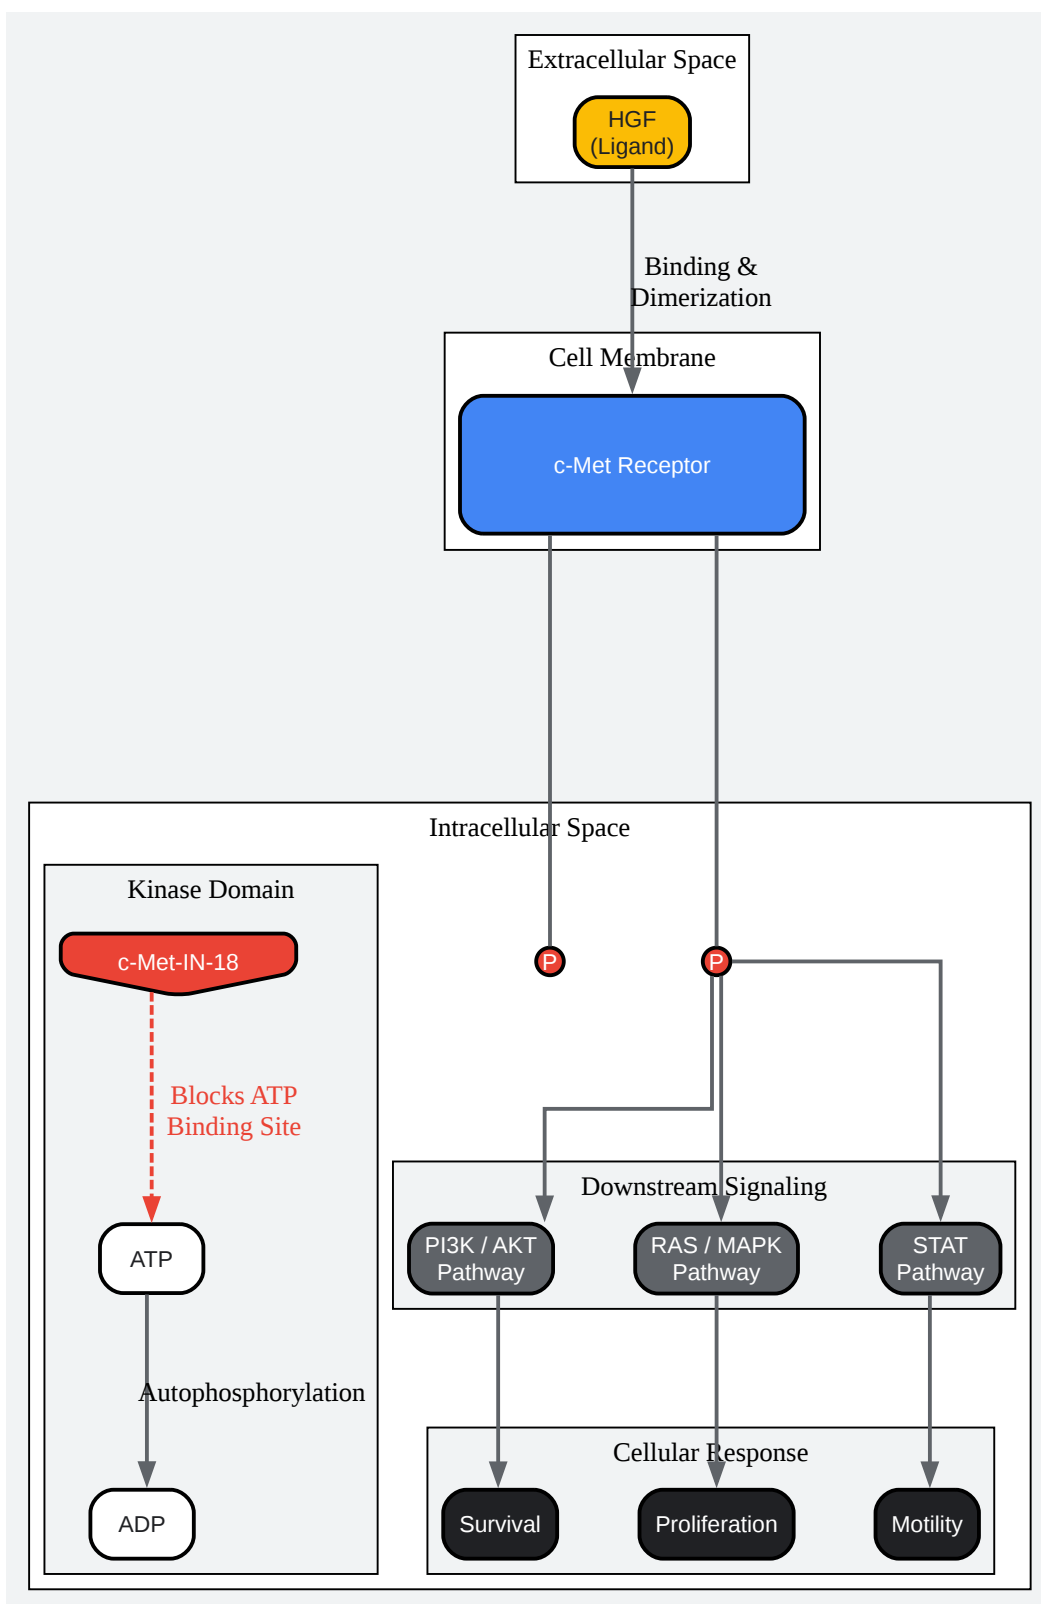 Extracellular Space
HGF
(Ligand)
Binding &
Dimerization
Cell Membrane
c-Met Receptor
Intracellular Space
Kinase Domain
c-Met-IN-18
P
P
Blocks ATP
Binding Site
Downstream Signaling
ATP
PI3K / AKT
Pathway
RAS / MAPK
Pathway
STAT
Pathway
Autophosphorylation
Cellular Response
ADP
Survival
Proliferation
Motility